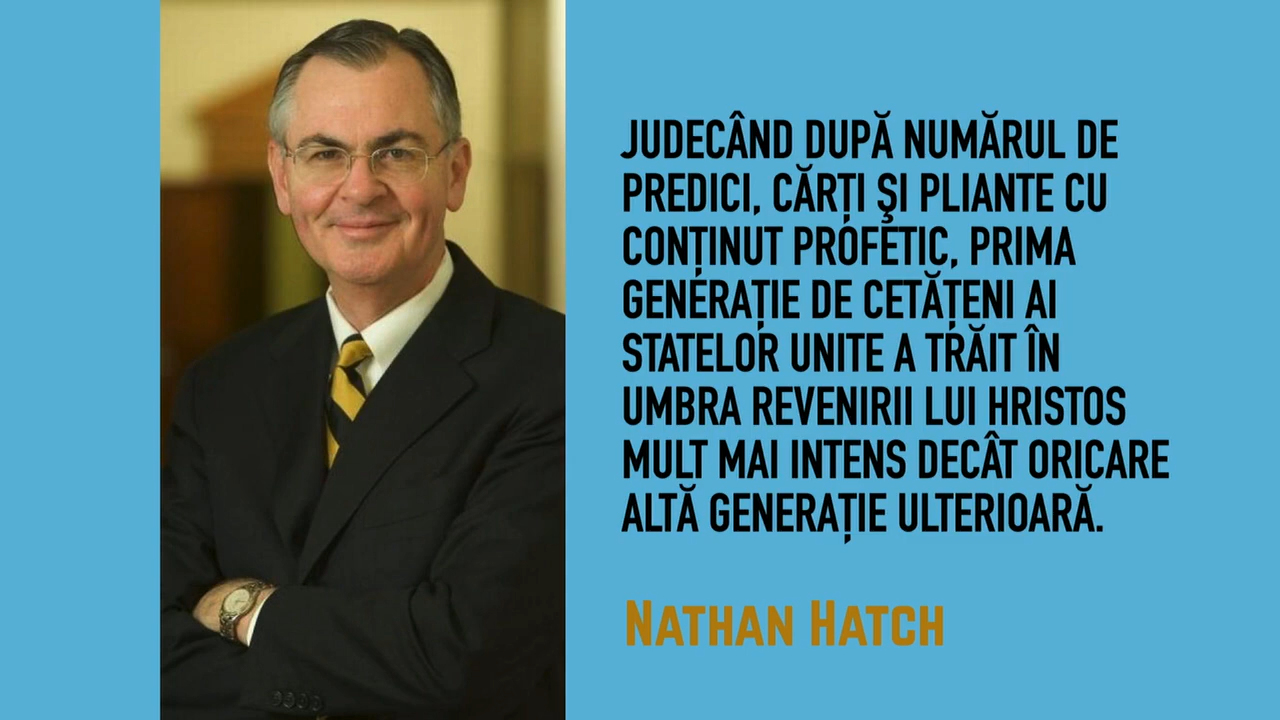 JUDECÂND DUPĂ NUMĂRUL DE
PREDICI, CĂRȚI ŞI PLIANTE CU
CONȚINUT PROFETIC, PRIMA
GENERAȚIE DE CETĂȚENI AI
STATELOR UNITE A TRĂIT ÎN
UMBRA REVENIRII LUI HRISTOS
MULT MAI INTENS DECÂT ORICARE
ALTĂ GENERAȚIE ULTERIOARĂ.
NATHAN HATCH